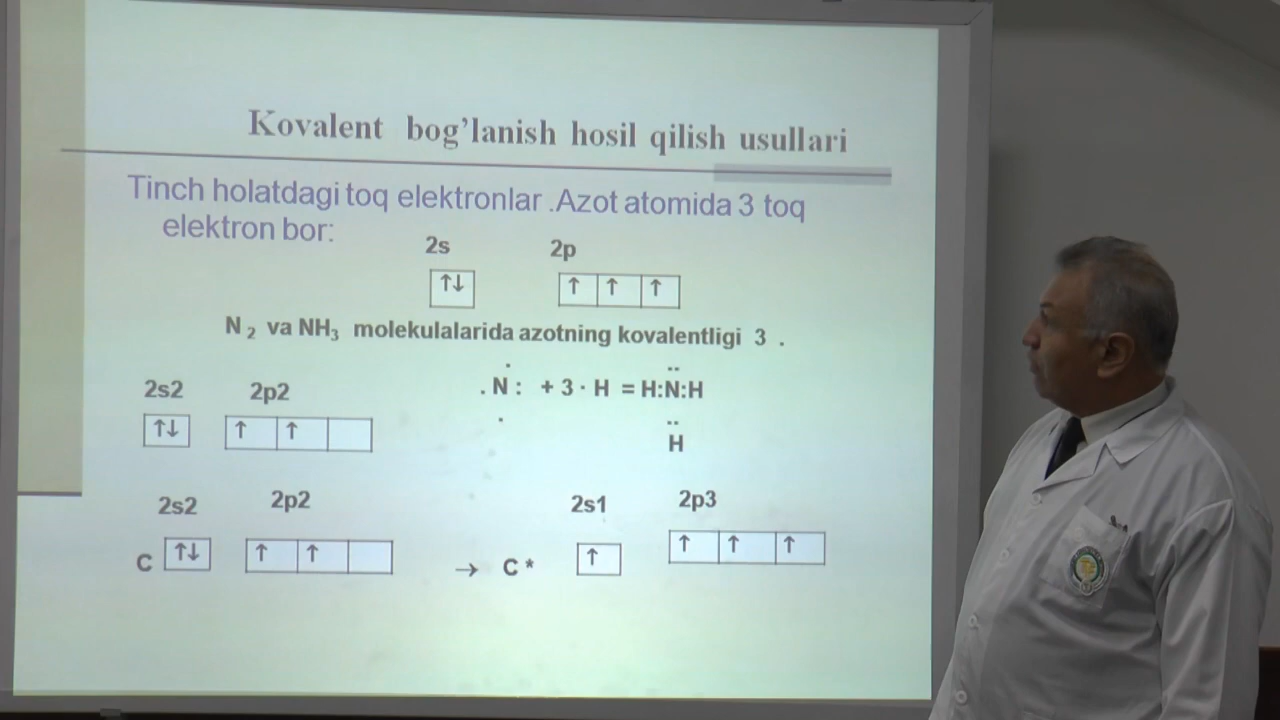 Kovalent bog’lanish hosil qilish usullari
Tinch holatdagi toq elektronlar .Azot atomida 3 toq
elektron bor:
2s 2p
↑↓ ↑ ↑ ↑
N₂ va NH₃ molekulalarida azotning kovalentligi 3 .
2s2 2p2
. N : + 3 · H = H:N:H
↑↓ ↑ ↑
H
2s2 2p2 2s1 2p3
C ↑↓ ↑ ↑ → C * ↑ ↑ ↑ ↑